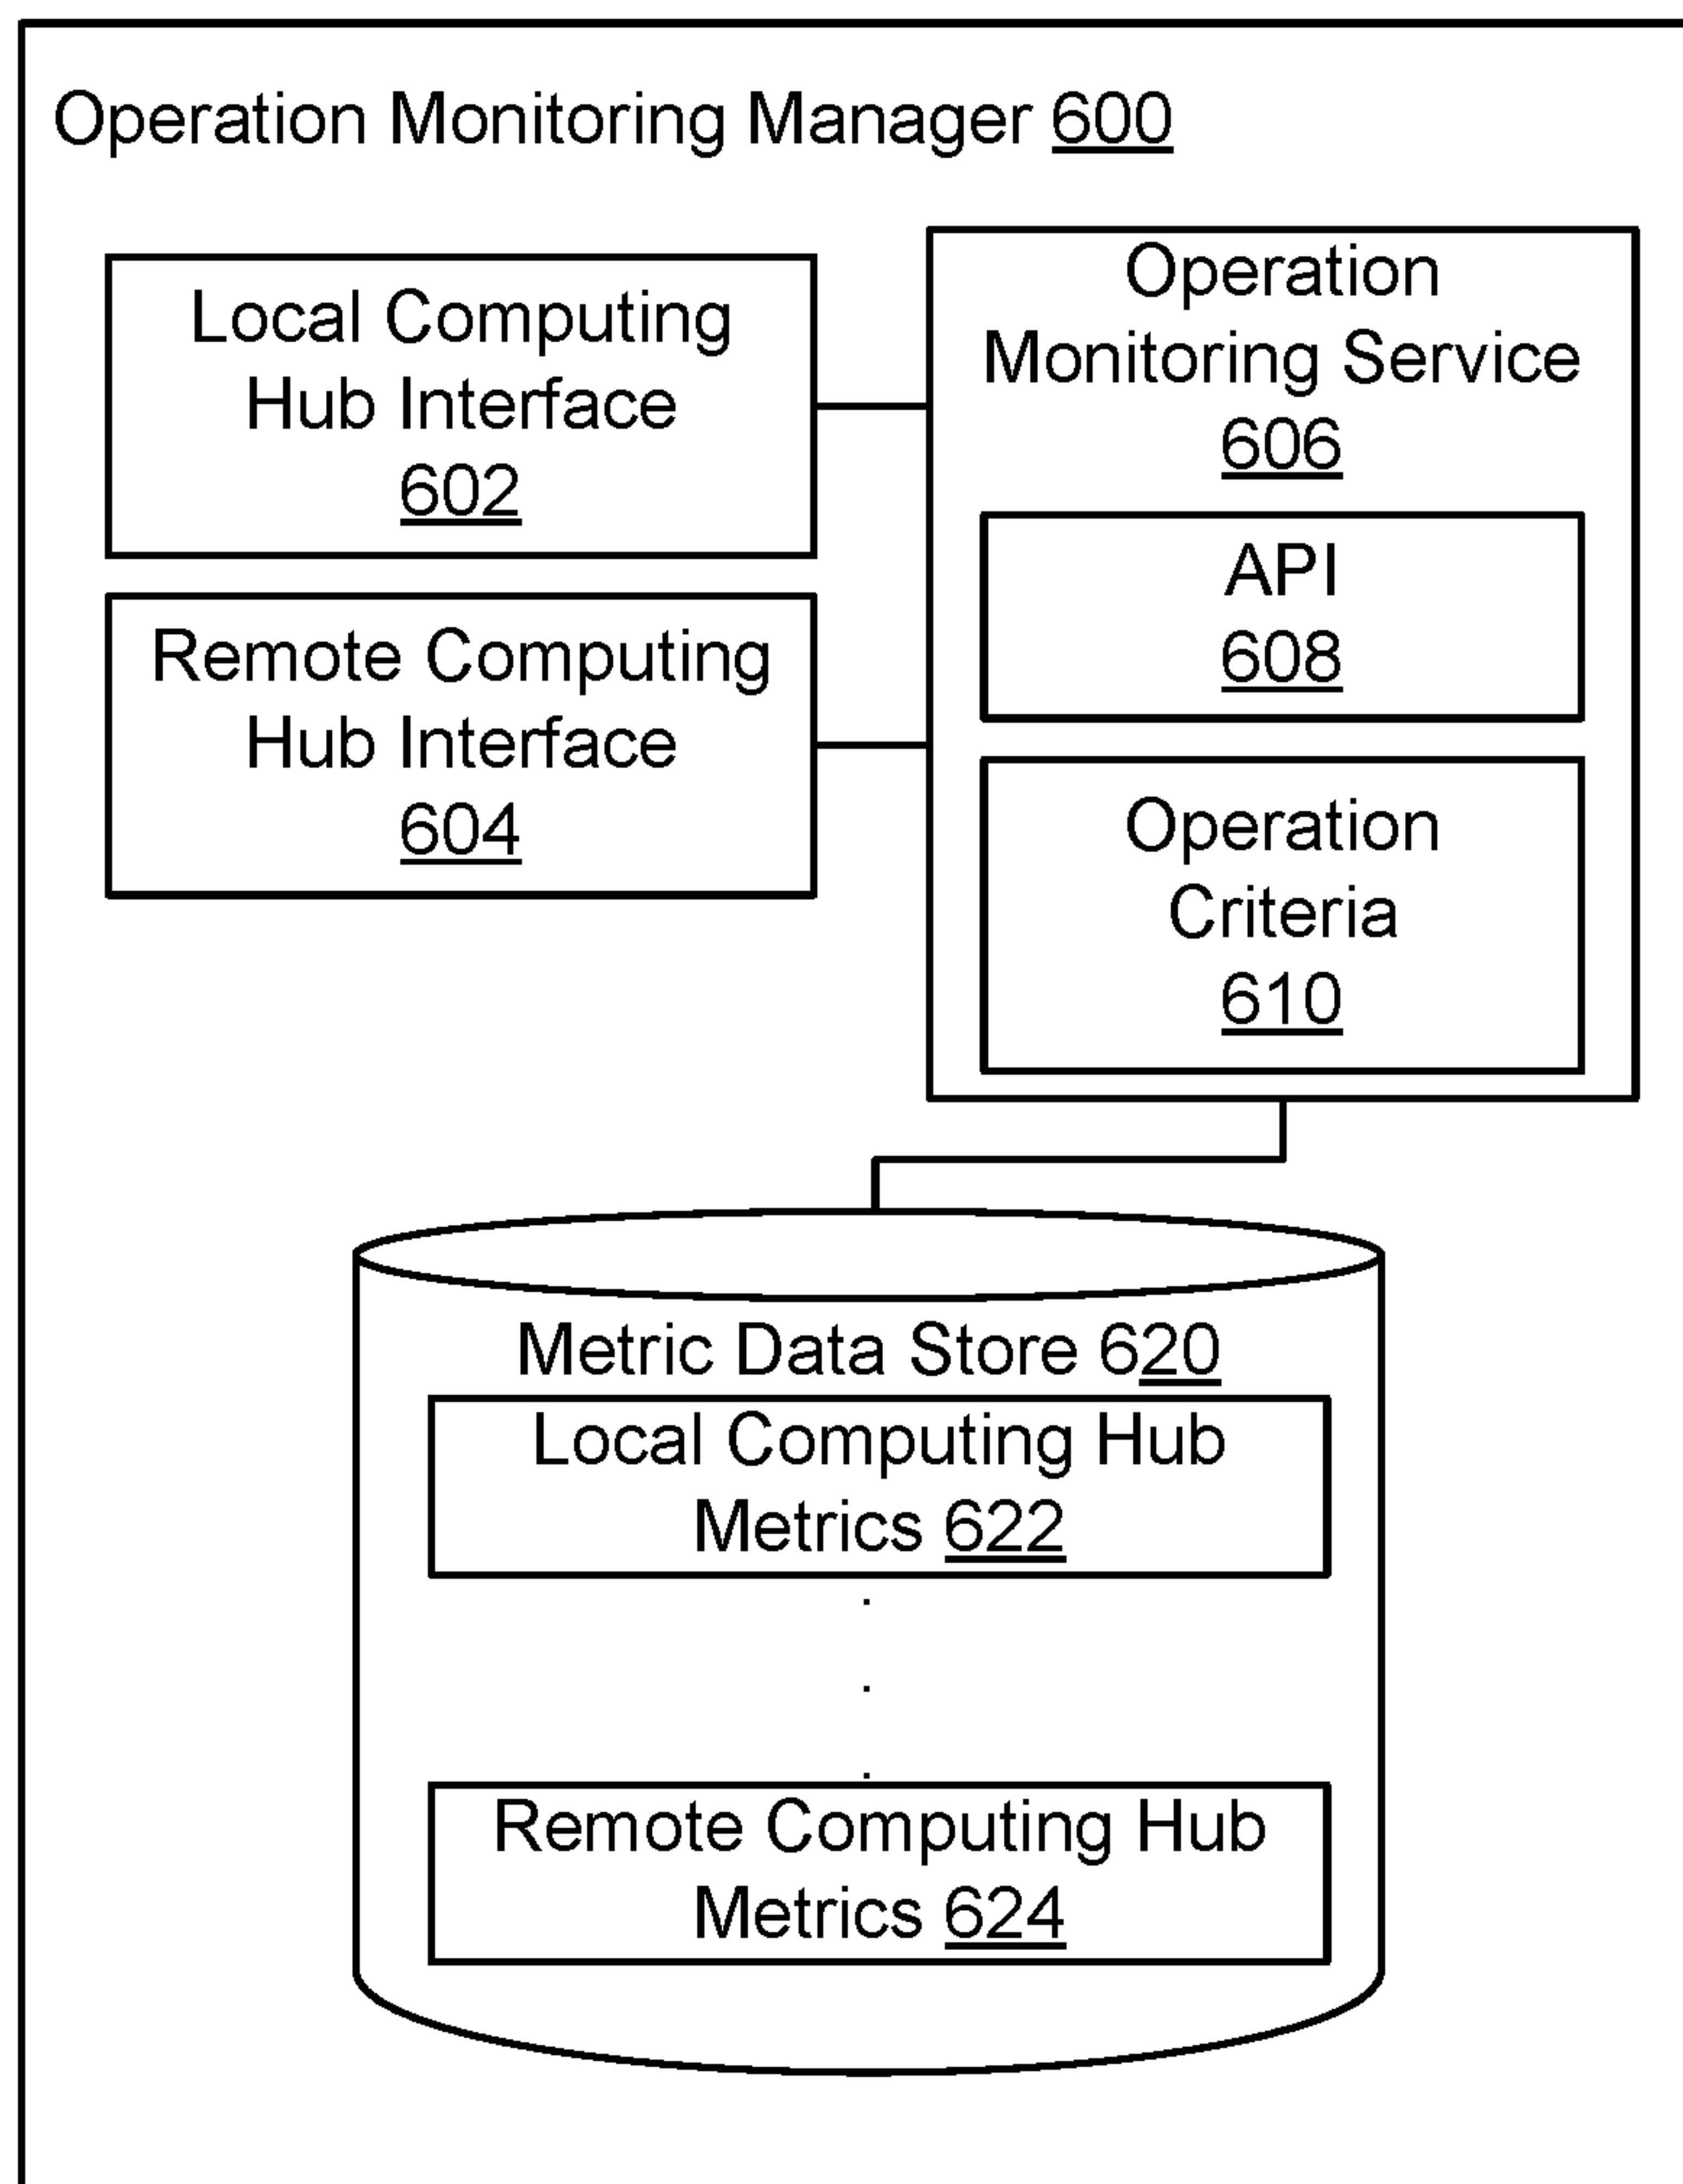 Operation Monitoring Manager 600
Local Computing
Hub Interface
602
Remote Computing
Hub Interface
604
Operation
Monitoring Service
606
API
608
Operation
Criteria
610
Metric Data Store 620
Local Computing Hub
Metrics 622
.
.
.
Remote Computing Hub
Metrics 624